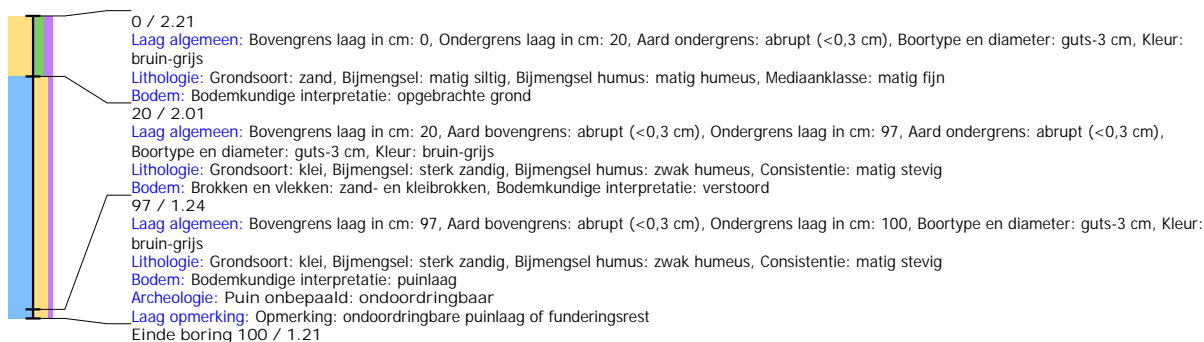 0 / 2.21
Laag algemeen: Bovengrens laag in cm: 0, Ondergrens laag in cm: 20, Aard ondergrens: abrupt (<0,3 cm), Boortype en diameter: guts-3 cm, Kleur:
bruin-grijs
Lithologie: Grondsoort: zand, Bijmengsel: matig siltig, Bijmengsel humus: matig humeus, Mediaanklasse: matig fijn
Bodem: Bodemkundige interpretatie: opgebrachte grond
20 / 2.01
Laag algemeen: Bovengrens laag in cm: 20, Aard bovengrens: abrupt (<0,3 cm), Ondergrens laag in cm: 97, Aard ondergrens: abrupt (<0,3 cm),
Boortype en diameter: guts-3 cm, Kleur: bruin-grijs
Lithologie: Grondsoort: klei, Bijmengsel: sterk zandig, Bijmengsel humus: zwak humeus, Consistentie: matig stevig
Bodem: Brokken en vlekken: zand- en kleibrokken, Bodemkundige interpretatie: verstoord
97 / 1.24
Laag algemeen: Bovengrens laag in cm: 97, Aard bovengrens: abrupt (<0,3 cm), Ondergrens laag in cm: 100, Boortype en diameter: guts-3 cm, Kleur:
bruin-grijs
Lithologie: Grondsoort: klei, Bijmengsel: sterk zandig, Bijmengsel humus: zwak humeus, Consistentie: matig stevig
Bodem: Bodemkundige interpretatie: puinlaag
Archeologie: Puin onbepaald: ondoordringbaar
Laag opmerking: Opmerking: ondoordringbare puinlaag of funderingsrest
Einde boring 100 / 1.21